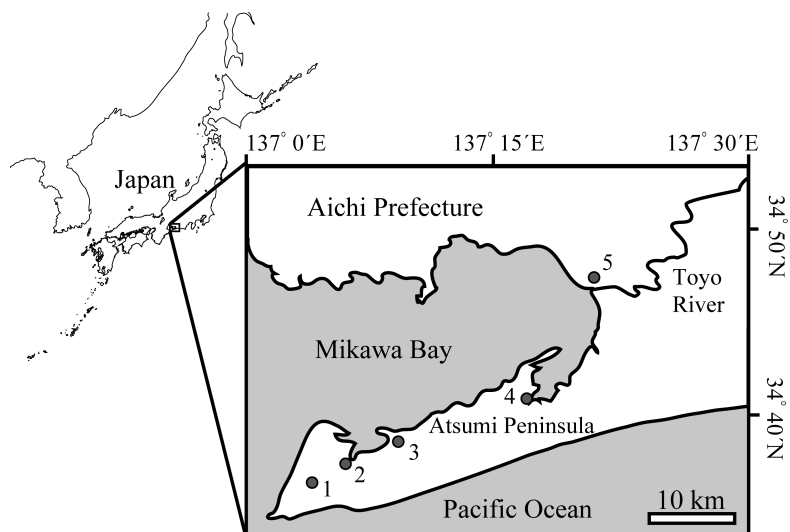 137° 0´E
137° 15´E
137° 30´E
Japan
Aichi Prefecture
34° 50´N
5
Toyo
River
Mikawa Bay
34° 40´N
4
Atsumi Peninsula
3
2
1
10 km
Pacific Ocean